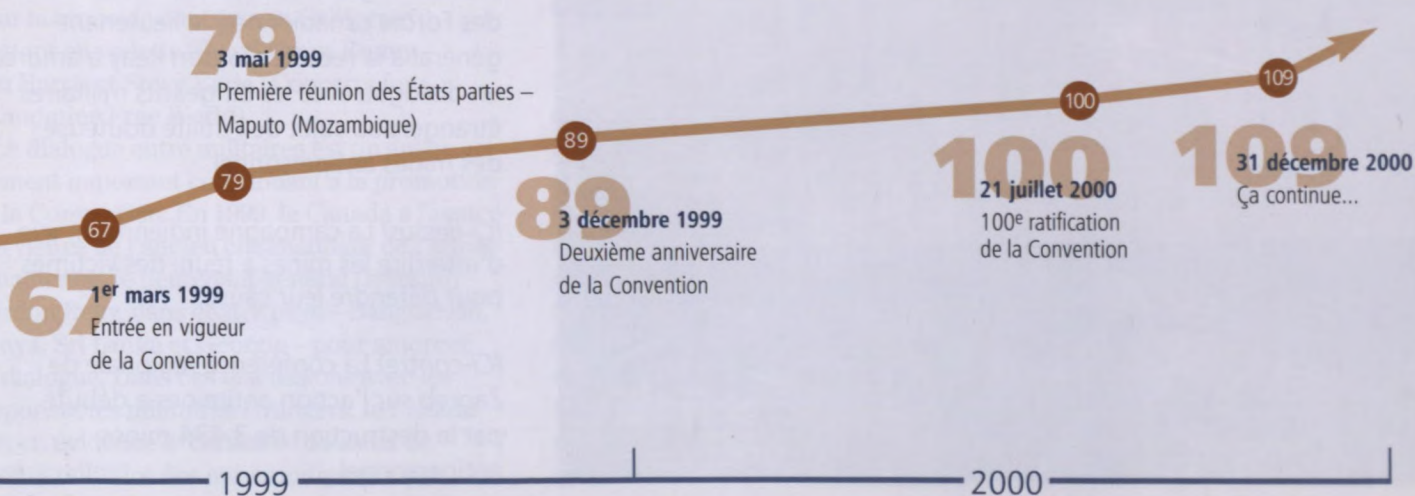 79
3 mai 1999
Première réunion des États parties –
Maputo (Mozambique)
67
79
89
100
109
67
1er mars 1999
Entrée en vigueur
de la Convention
89
3 décembre 1999
Deuxième anniversaire
de la Convention
100
21 juillet 2000
100e ratification
de la Convention
109
31 décembre 2000
Ça continue...
1999
2000